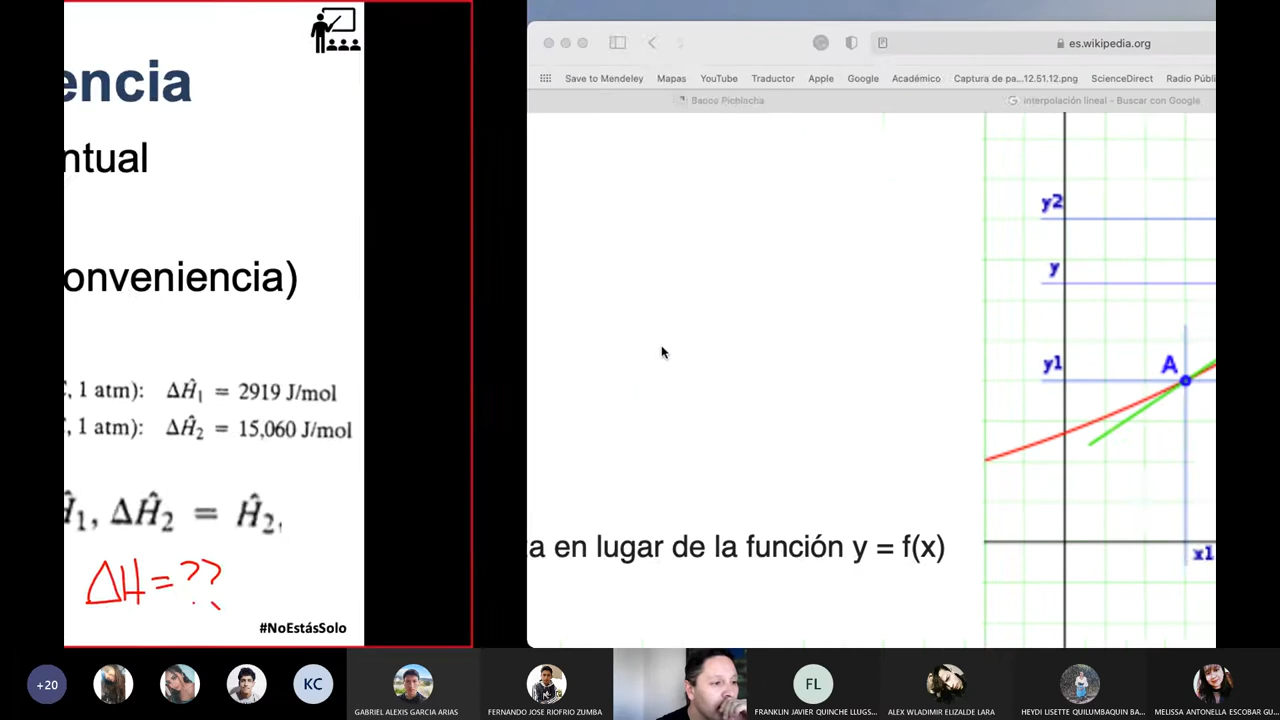 encia
ntual
onveniencia)
, 1 atm): ΔĤ₁ = 2919 J/mol
, 1 atm): ΔĤ₂ = 15,060 J/mol
Ĥ₁, ΔĤ₂ = Ĥ₂,
ΔH = ??
#NoEstásSolo
es.wikipedia.org
Save to Mendeley Mapas YouTube Traductor Apple Google Académico Captura de pa...12.51.12.png ScienceDirect Radio Públi
Bacoo Pichincha interpolación lineal – Buscar con Google
y2
y
y1 A
x1
a en lugar de la función y = f(x)
+20 KC FL
GABRIEL ALEXIS GARCIA ARIAS FERNANDO JOSE RIOFRIO ZUMBA FRANKLIN JAVIER QUINCHE LLUGS... ALEX WLADIMIR ELIZALDE LARA HEYDI LISETTE QUILUMBAQUIN BA... MELISSA ANTONELLA ESCOBAR GU...